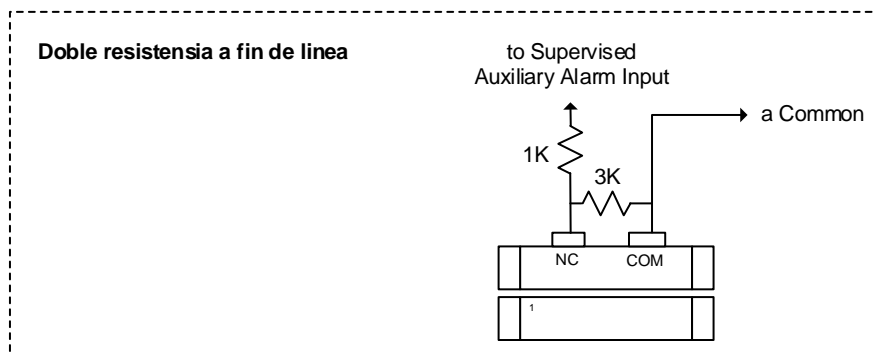 Doble resistensia a fin de linea
to Supervised
Auxiliary Alarm Input
a Common
1K
3K
NC
COM
1